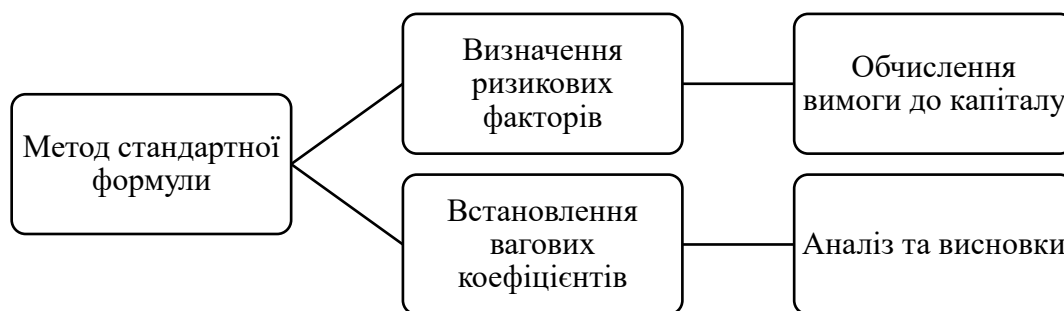 Метод стандартної
формули
Визначення
ризикових
факторів
Обчислення
вимоги до капіталу
Встановлення
вагових
коефіцієнтів
Аналіз та висновки